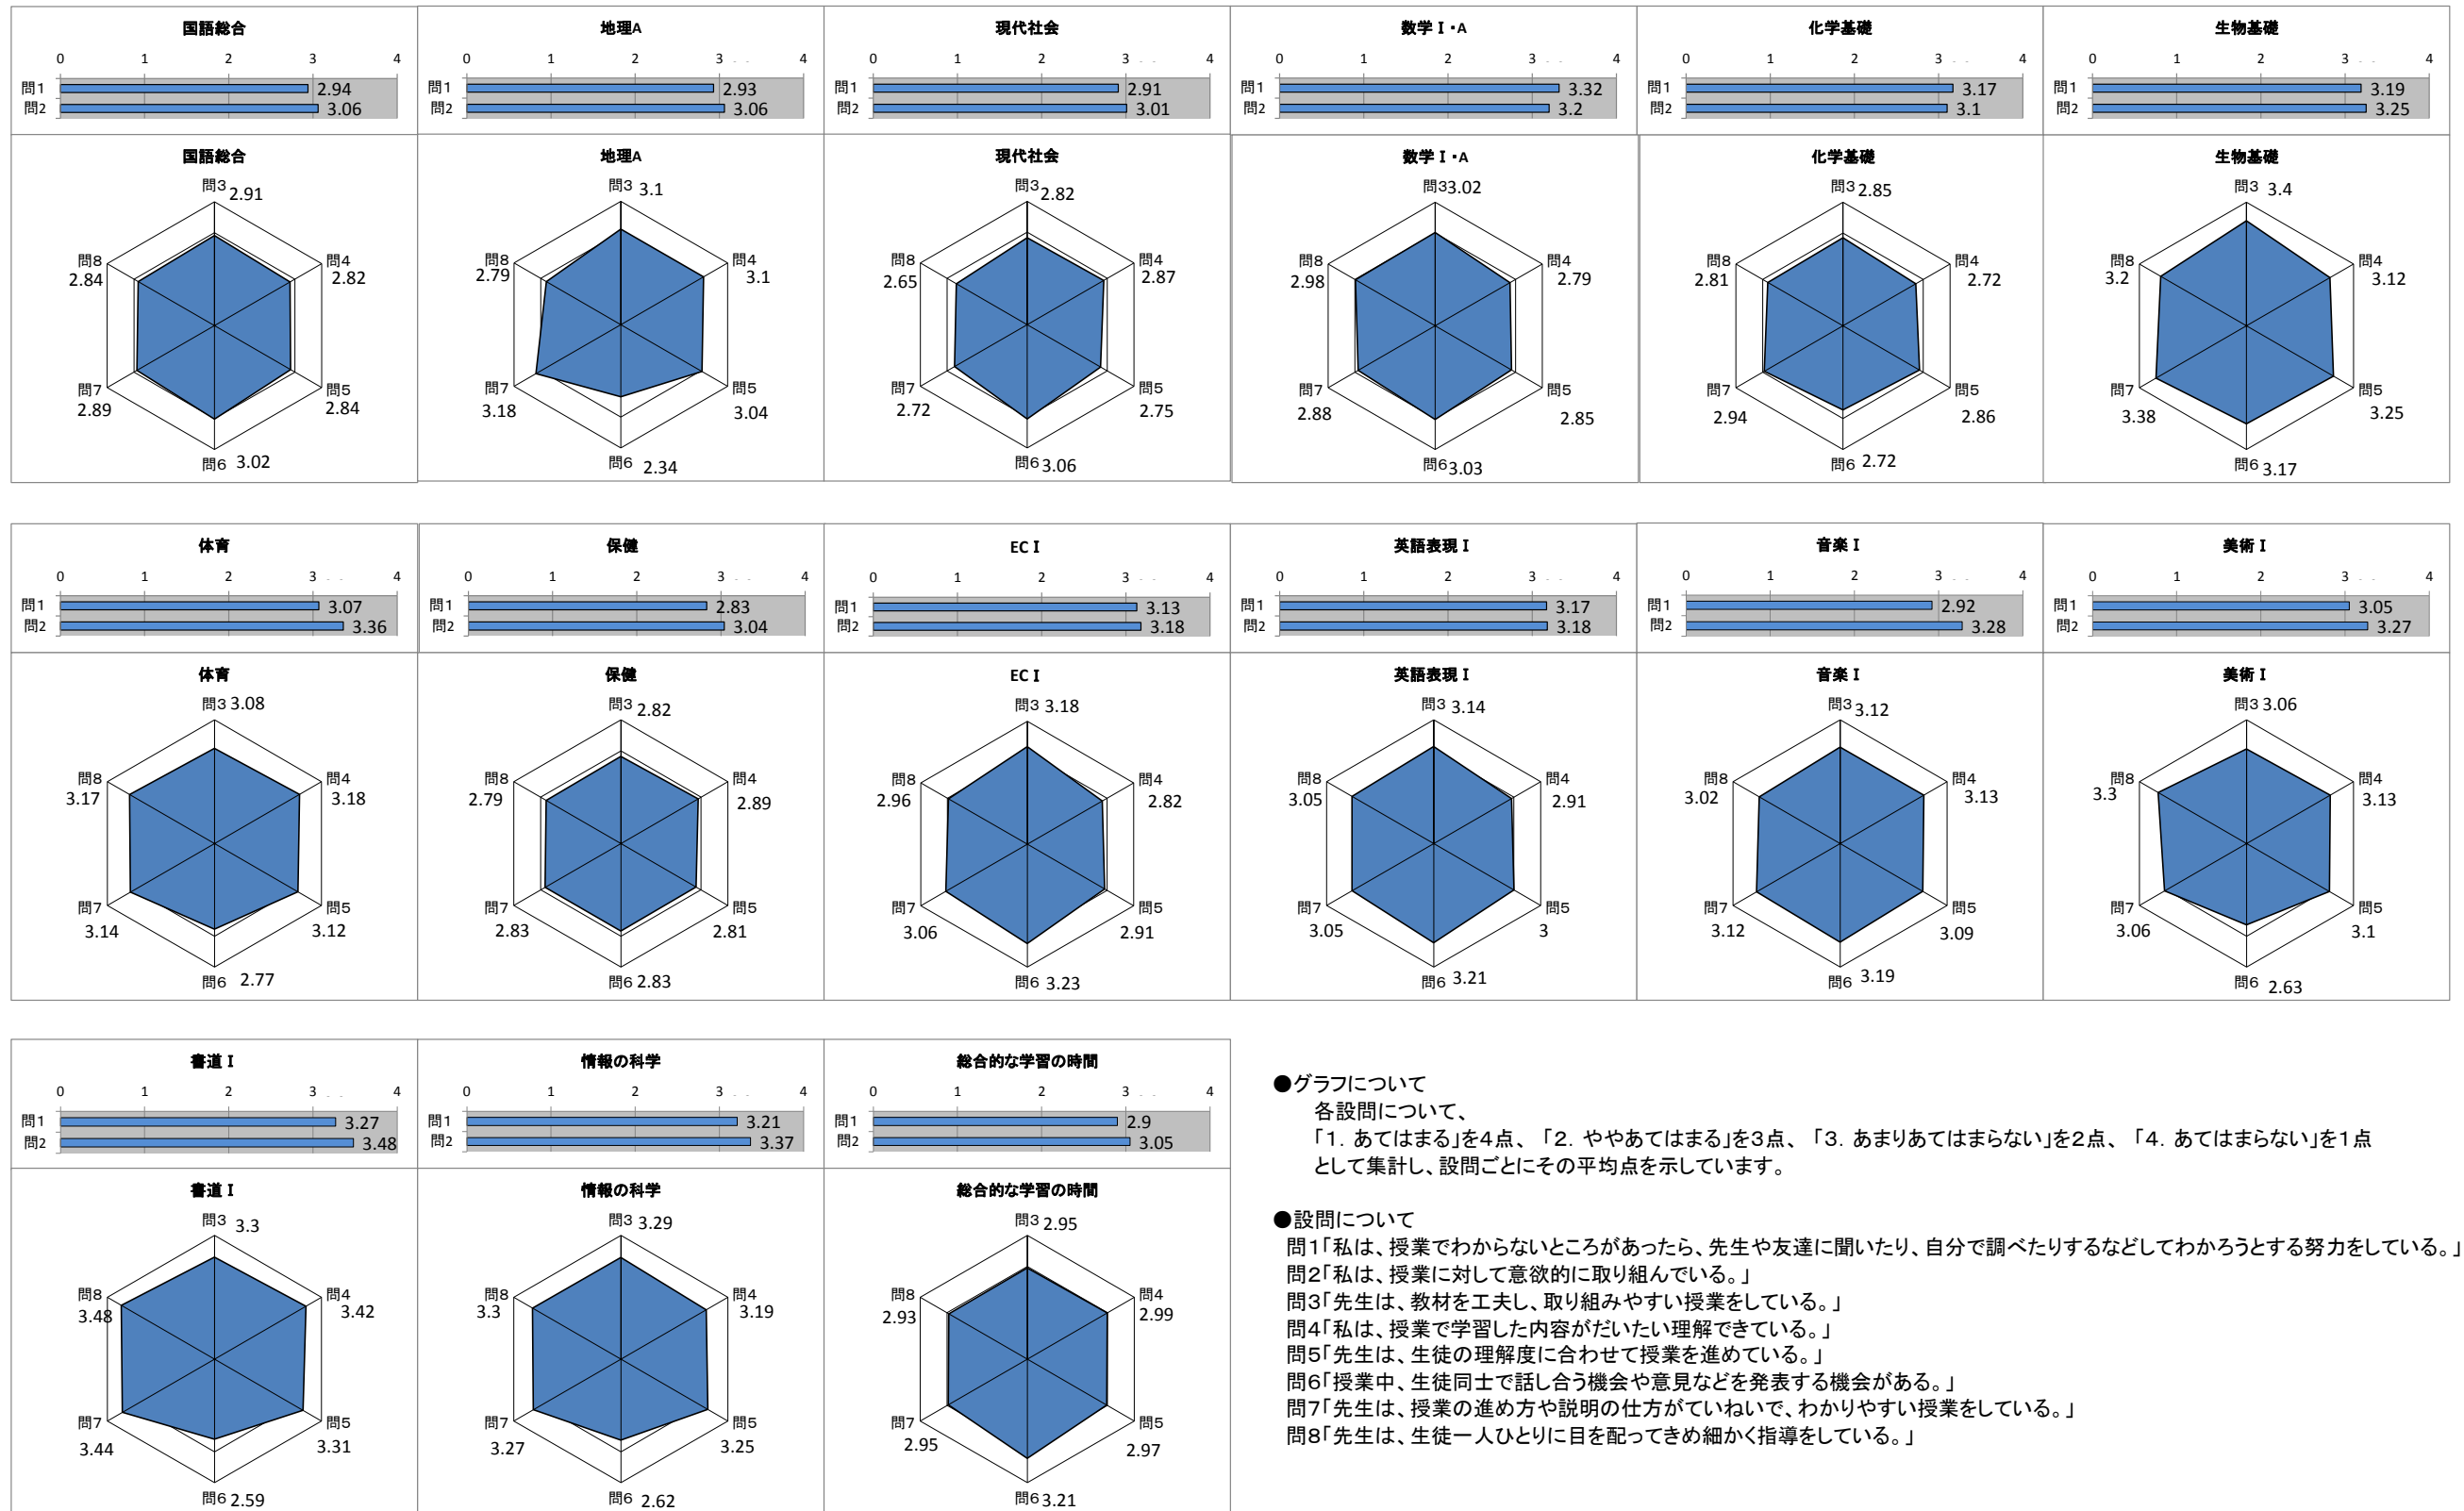 国語総合
0 1 2 3 4
問1 2.94
問2 3.06
地理A
0 1 2 3 4
問1 2.93
問2 3.06
現代社会
0 1 2 3 4
問1 2.91
問2 3.01
数学Ⅰ・A
0 1 2 3 4
問1 3.32
問2 3.2
化学基礎
0 1 2 3 4
問1 3.17
問2 3.1
生物基礎
0 1 2 3 4
問1 3.19
問2 3.25
国語総合
問3 2.91
問4 2.82
問5 2.84
問6 3.02
問7 2.89
問8 2.84
地理A
問3 3.1
問4 3.1
問5 3.04
問6 2.34
問7 3.18
問8 2.79
現代社会
問3 2.82
問4 2.87
問5 2.75
問6 3.06
問7 2.72
問8 2.65
数学Ⅰ・A
問3 3.02
問4 2.79
問5 2.85
問6 3.03
問7 2.88
問8 2.98
化学基礎
問3 2.85
問4 2.72
問5 2.86
問6 2.72
問7 2.94
問8 2.81
生物基礎
問3 3.4
問4 3.12
問5 3.25
問6 3.17
問7 3.38
問8 3.2
体育
0 1 2 3 4
問1 3.07
問2 3.36
保健
0 1 2 3 4
問1 2.83
問2 3.04
ECⅠ
0 1 2 3 4
問1 3.13
問2 3.18
英語表現Ⅰ
0 1 2 3 4
問1 3.17
問2 3.18
音楽Ⅰ
0 1 2 3 4
問1 2.92
問2 3.28
美術Ⅰ
0 1 2 3 4
問1 3.05
問2 3.27
体育
問3 3.08
問4 3.18
問5 3.12
問6 2.77
問7 3.14
問8 3.17
保健
問3 2.82
問4 2.89
問5 2.81
問6 2.83
問7 2.83
問8 2.79
ECⅠ
問3 3.18
問4 2.82
問5 2.91
問6 3.23
問7 3.06
問8 2.96
英語表現Ⅰ
問3 3.14
問4 2.91
問5 3
問6 3.21
問7 3.05
問8 3.05
音楽Ⅰ
問3 3.12
問4 3.13
問5 3.09
問6 3.19
問7 3.12
問8 3.02
美術Ⅰ
問3 3.06
問4 3.13
問5 3.1
問6 2.63
問7 3.06
問8 3.3
書道Ⅰ
0 1 2 3 4
問1 3.27
問2 3.48
情報の科学
0 1 2 3 4
問1 3.21
問2 3.37
総合的な学習の時間
0 1 2 3 4
問1 2.9
問2 3.05
書道Ⅰ
問3 3.3
問4 3.42
問5 3.31
問6 2.59
問7 3.44
問8 3.48
情報の科学
問3 3.29
問4 3.19
問5 3.25
問6 2.62
問7 3.27
問8 3.3
総合的な学習の時間
問3 2.95
問4 2.99
問5 2.97
問6 3.21
問7 2.95
問8 2.93
●グラフについて
各設問について、
「1．あてはまる」を4点、「2．ややあてはまる」を3点、「3．あまりあてはまらない」を2点、「4．あてはまらない」を1点
として集計し、設問ごとにその平均点を示しています。
●設問について
問1「私は、授業でわからないところがあったら、先生や友達に聞いたり、自分で調べたりするなどしてわかろうとする努力をしている。」
問2「私は、授業に対して意欲的に取り組んでいる。」
問3「先生は、教材を工夫し、取り組みやすい授業をしている。」
問4「私は、授業で学習した内容がだいたい理解できている。」
問5「先生は、生徒の理解度に合わせて授業を進めている。」
問6「授業中、生徒同士で話し合う機会や意見などを発表する機会がある。」
問7「先生は、授業の進め方や説明の仕方がていねいで、わかりやすい授業をしている。」
問8「先生は、生徒一人ひとりに目を配ってきめ細かく指導をしている。」